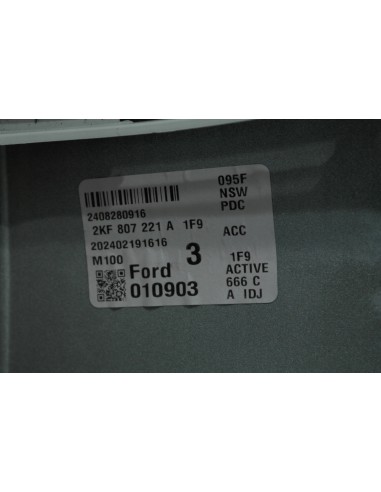 095F
NSW
PDC
2408280916
2KF 807 221 A 1F9
ACC
202402191616
M100
3
1F9
Ford
ACTIVE
010903
666 C
A IDJ